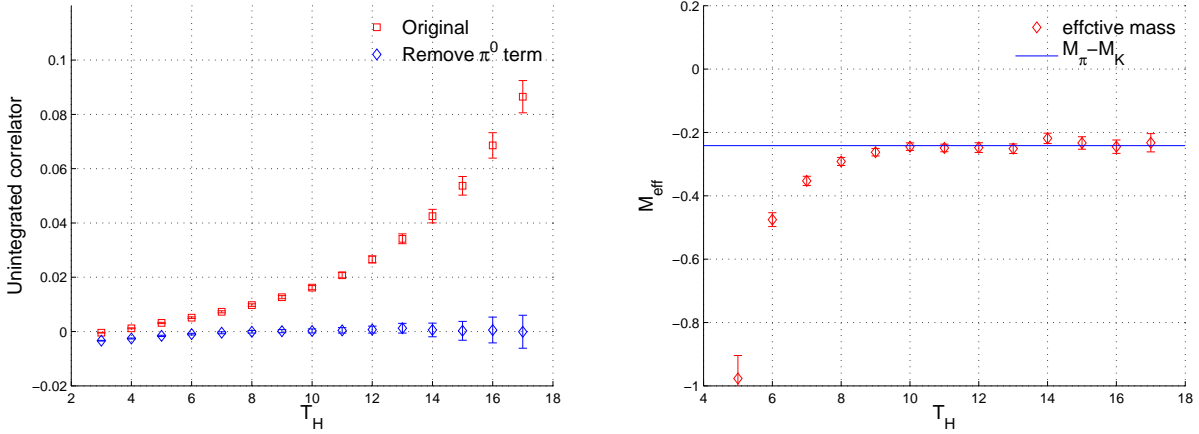 Original
Remove π⁰ term
0.1
0.08
0.06
0.04
0.02
0
−0.02
Unintegrated correlator
2 4 6 8 10 12 14 16 18
T_H
effctive mass
M_π−M_K
0.2
0
−0.2
−0.4
−0.6
−0.8
−1
M_eff
4 6 8 10 12 14 16 18
T_H